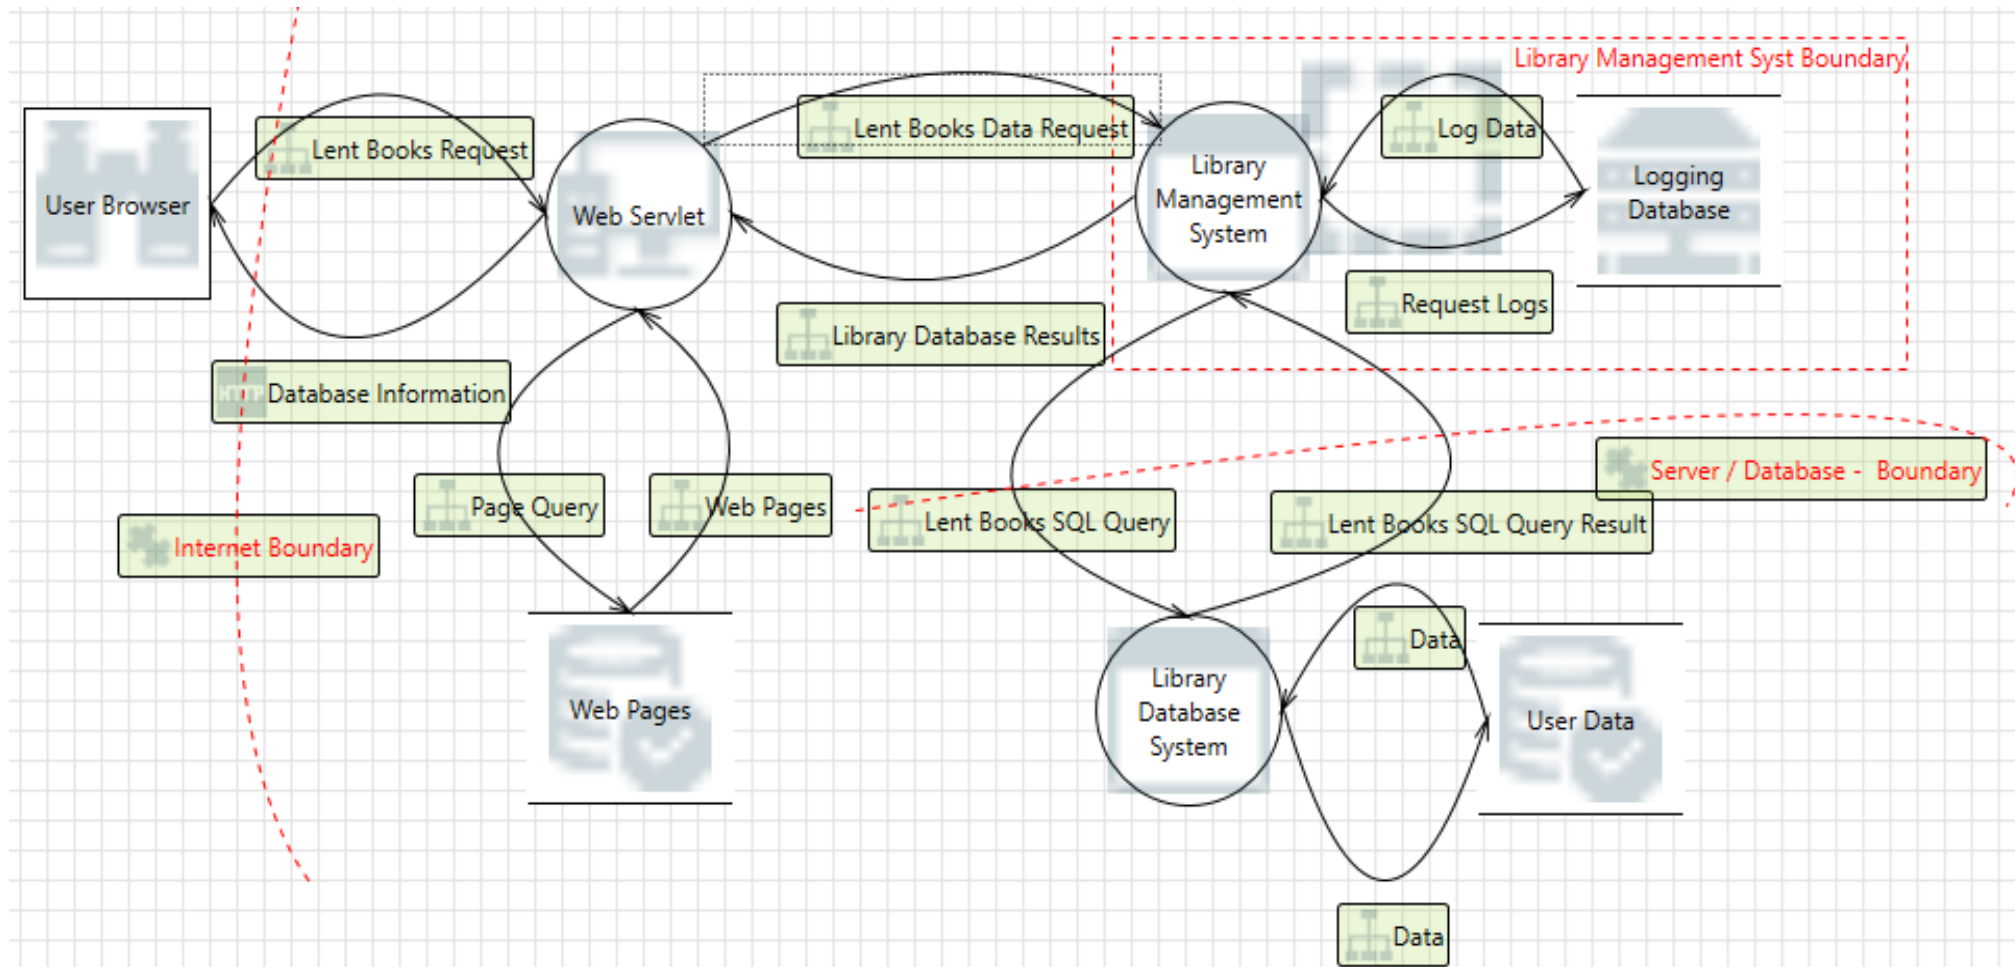 Library Management Syst Boundary
Lent Books Request
Lent Books Data Request
Log Data
User Browser
Web Servlet
Library
Management
System
Logging
Database
Request Logs
Library Database Results
HTTP
Database Information
Page Query
Web Pages
Lent Books SQL Query
Lent Books SQL Query Result
Server / Database -  Boundary
Internet Boundary
Data
Web Pages
Library
Database
System
User Data
Data